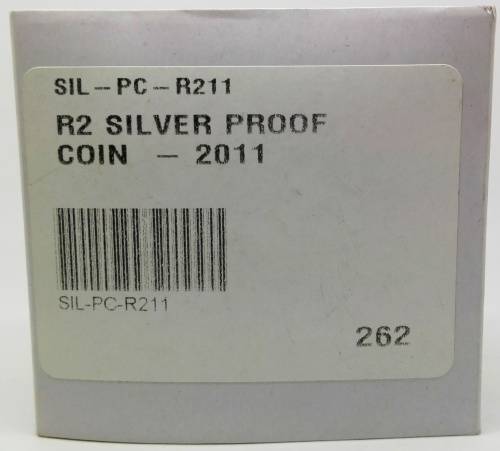 SIL-PC-R211
R2 SILVER PROOF
COIN - 2011
SIL-PC-R211
262